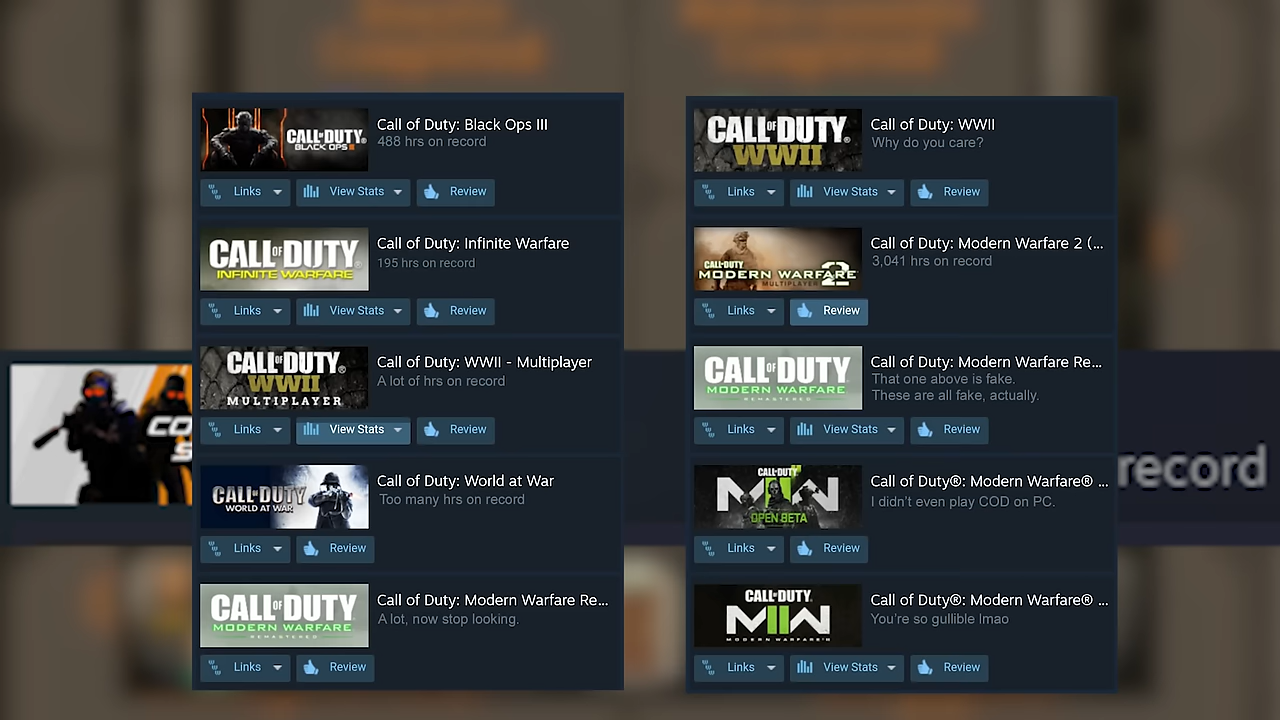 CALL OF DUTY®
BLACK OPS III
Call of Duty: Black Ops III
488 hrs on record
Links
View Stats
Review
CALL OF DUTY®
INFINITE WARFARE
Call of Duty: Infinite Warfare
195 hrs on record
Links
View Stats
Review
CALL OF DUTY®
WWII
MULTIPLAYER
Call of Duty: WWII - Multiplayer
A lot of hrs on record
Links
View Stats
Review
CALL OF DUTY
WORLD AT WAR
Call of Duty: World at War
Too many hrs on record
Links
Review
CALL OF DUTY
MODERN WARFARE
REMASTERED
Call of Duty: Modern Warfare Re...
A lot, now stop looking.
Links
Review
CALL OF DUTY®
WWII
Call of Duty: WWII
Why do you care?
Links
View Stats
Review
CALL OF DUTY
MODERN WARFARE
2
MULTIPLAYER
Call of Duty: Modern Warfare 2 (...
3,041 hrs on record
Links
Review
CALL OF DUTY
MODERN WARFARE
REMASTERED
Call of Duty: Modern Warfare Re...
That one above is fake.
These are all fake, actually.
Links
View Stats
Review
CALL OF DUTY
MW
OPEN BETA
Call of Duty®: Modern Warfare® ...
I didn't even play COD on PC.
Links
Review
CALL OF DUTY
MW
MODERN WARFARE II
Call of Duty®: Modern Warfare® ...
You're so gullible lmao
Links
View Stats
Review
CO
S
record